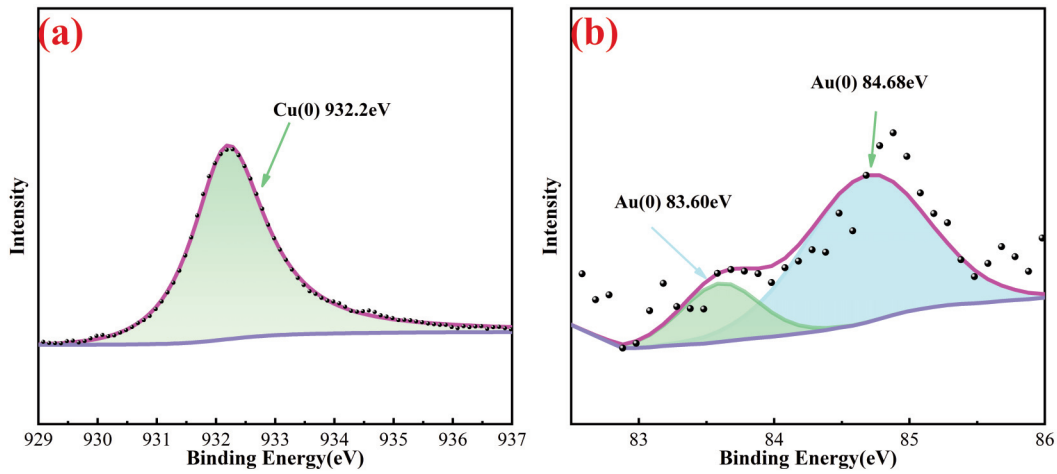 (a)
Cu(0) 932.2eV
Intensity
929 930 931 932 933 934 935 936 937
Binding Energy(eV)
(b)
Au(0) 84.68eV
Au(0) 83.60eV
Intensity
83 84 85 86
Binding Energy(eV)